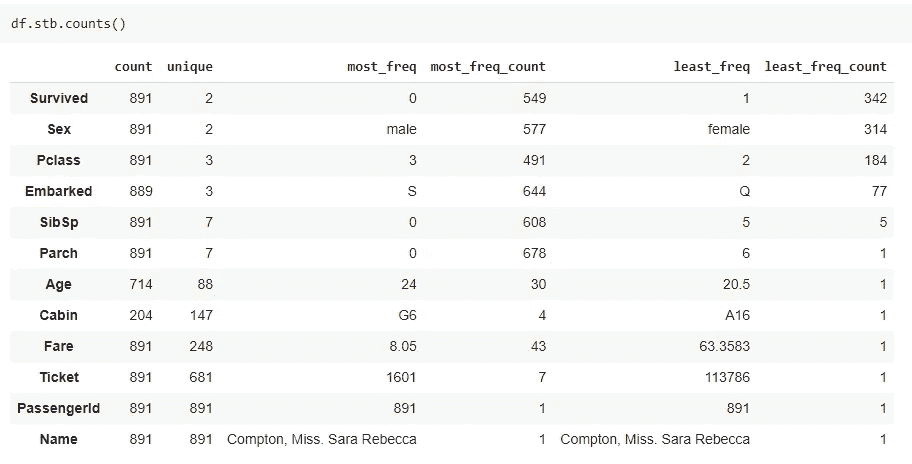 df.stb.counts()
count unique most_freq most_freq_count least_freq least_freq_count
Survived 891 2 0 549 1 342
Sex 891 2 male 577 female 314
Pclass 891 3 3 491 2 184
Embarked 889 3 S 644 Q 77
SibSp 891 7 0 608 5 5
Parch 891 7 0 678 6 1
Age 714 88 24 30 20.5 1
Cabin 204 147 G6 4 A16 1
Fare 891 248 8.05 43 63.3583 1
Ticket 891 681 1601 7 113786 1
PassengerId 891 891 891 1 891 1
Name 891 891 Compton, Miss. Sara Rebecca 1 Compton, Miss. Sara Rebecca 1